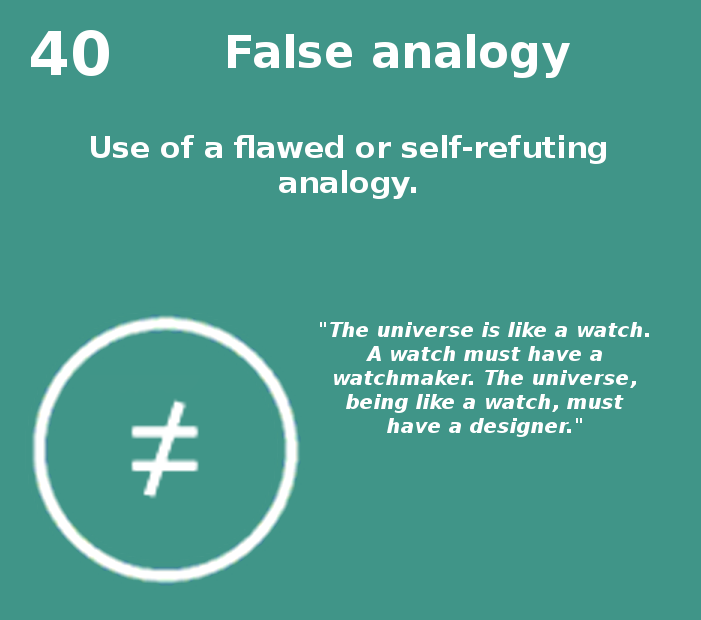 40 False analogy
Use of a flawed or self-refuting
analogy.
≠
"The universe is like a watch.
A watch must have a
watchmaker. The universe,
being like a watch, must
have a designer."